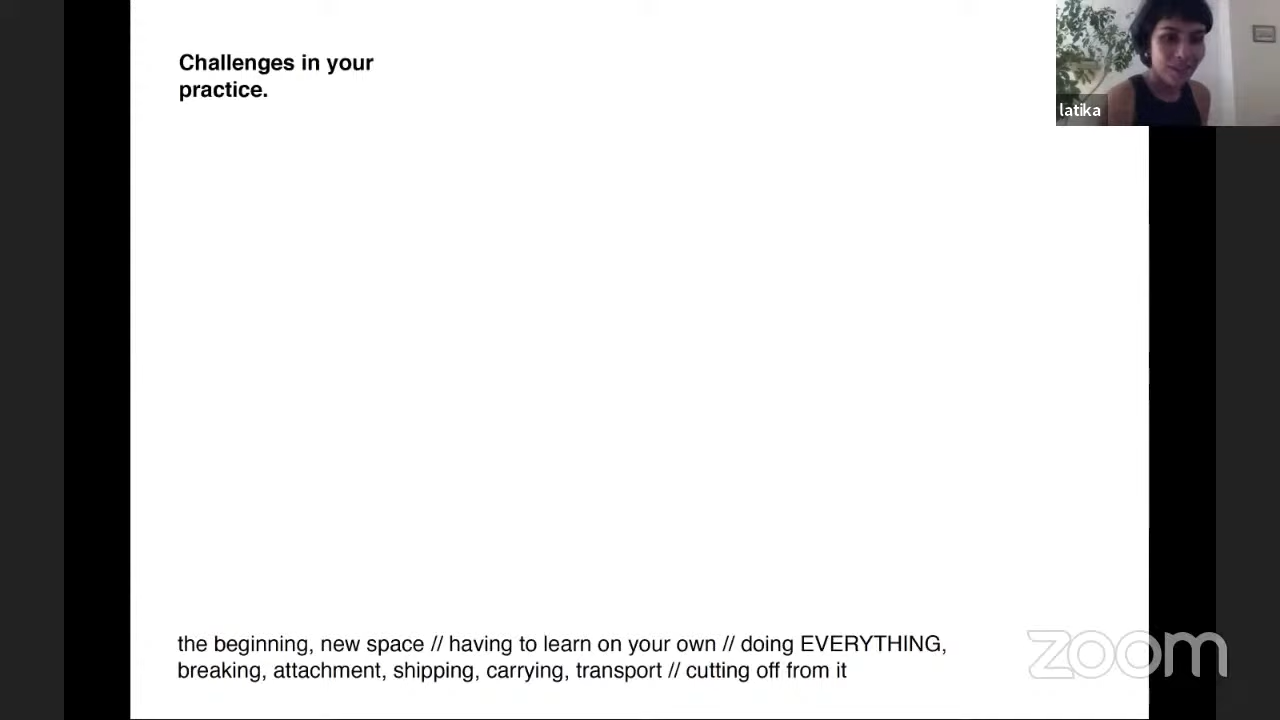 Challenges in your
practice.
latika
the beginning, new space // having to learn on your own // doing EVERYTHING,
breaking, attachment, shipping, carrying, transport // cutting off from it
zoom